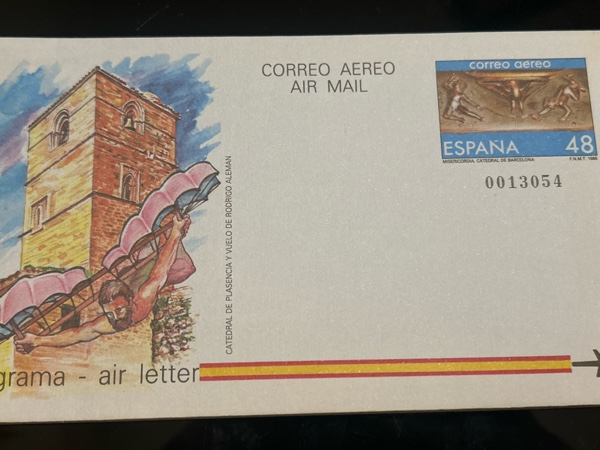 CORREO AEREO
AIR MAIL
correo aereo
ESPAÑA 48
MISERICORDIA. CATEDRAL DE BARCELONA F.N.M.T. 1985
0013054
CATEDRAL DE PLASENCIA Y VUELO DE RODRIGO ALEMAN
grama - air letter